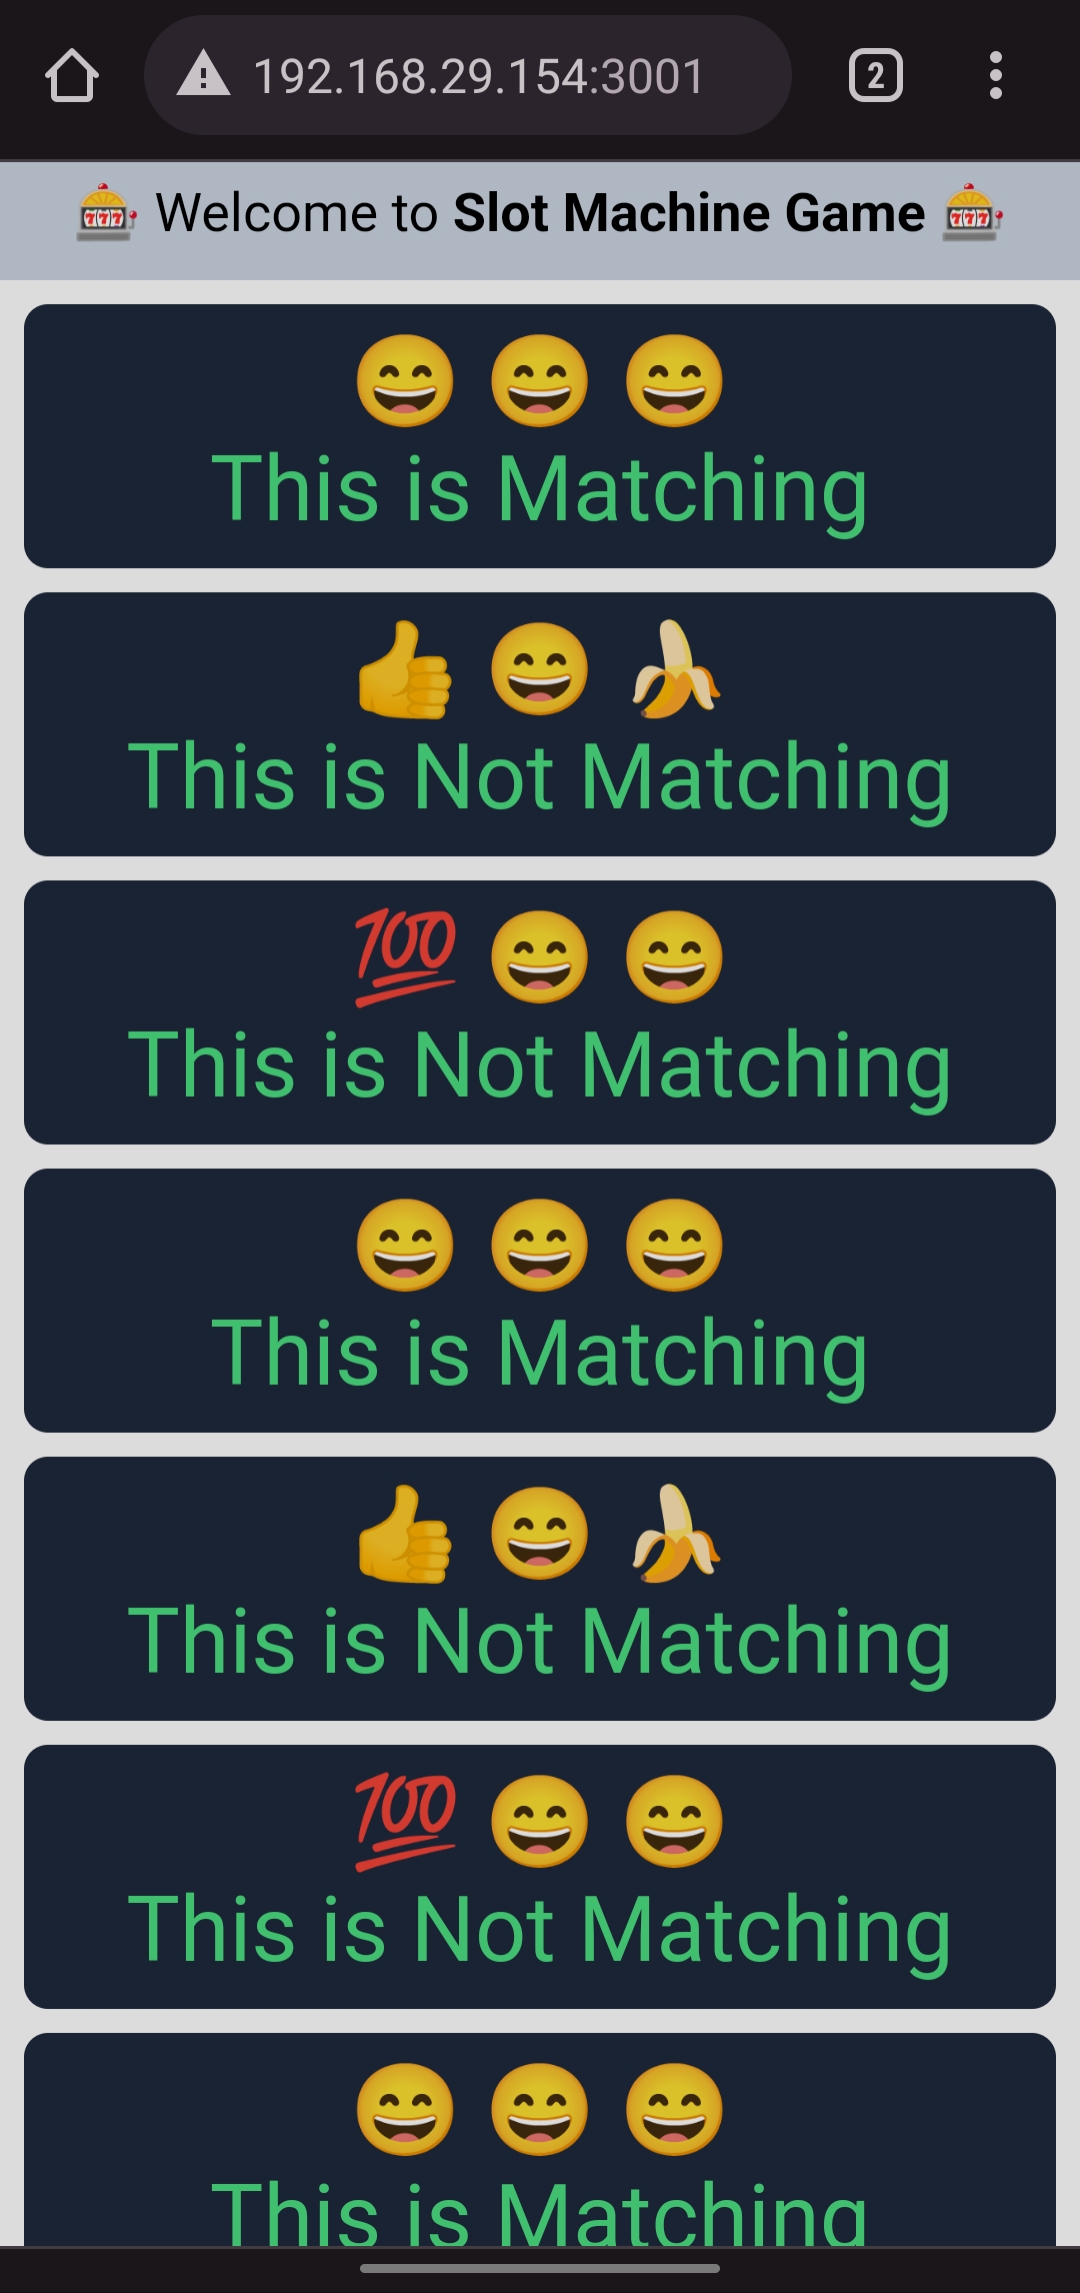 2
192.168.29.154:3001
🎰 Welcome to Slot Machine Game 🎰
😄 😄 😄
This is Matching
👍 😄 🍌
This is Not Matching
💯 😄 😄
This is Not Matching
😄 😄 😄
This is Matching
👍 😄 🍌
This is Not Matching
💯 😄 😄
This is Not Matching
😄 😄 😄
This is Matching